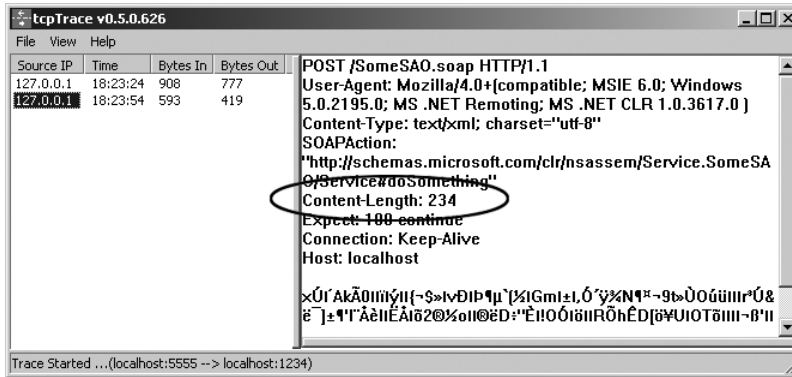 tcpTrace v0.5.0.626
File View Help
Source IP Time Bytes In Bytes Out
127.0.0.1 18:23:24 908 777
127.0.0.1 18:23:54 593 419
POST /SomeSAO.soap HTTP/1.1
User-Agent: Mozilla/4.0+(compatible; MSIE 6.0; Windows
5.0.2195.0; MS .NET Remoting; MS .NET CLR 1.0.3617.0 )
Content-Type: text/xml; charset="utf-8"
SOAPAction:
"http://schemas.microsoft.com/clr/nsassem/Service.SomeSA
O/Service#doSomething"
Content-Length: 234
Expect: 100-continue
Connection: Keep-Alive
Host: localhost
Trace Started ...(localhost:5555 --> localhost:1234)